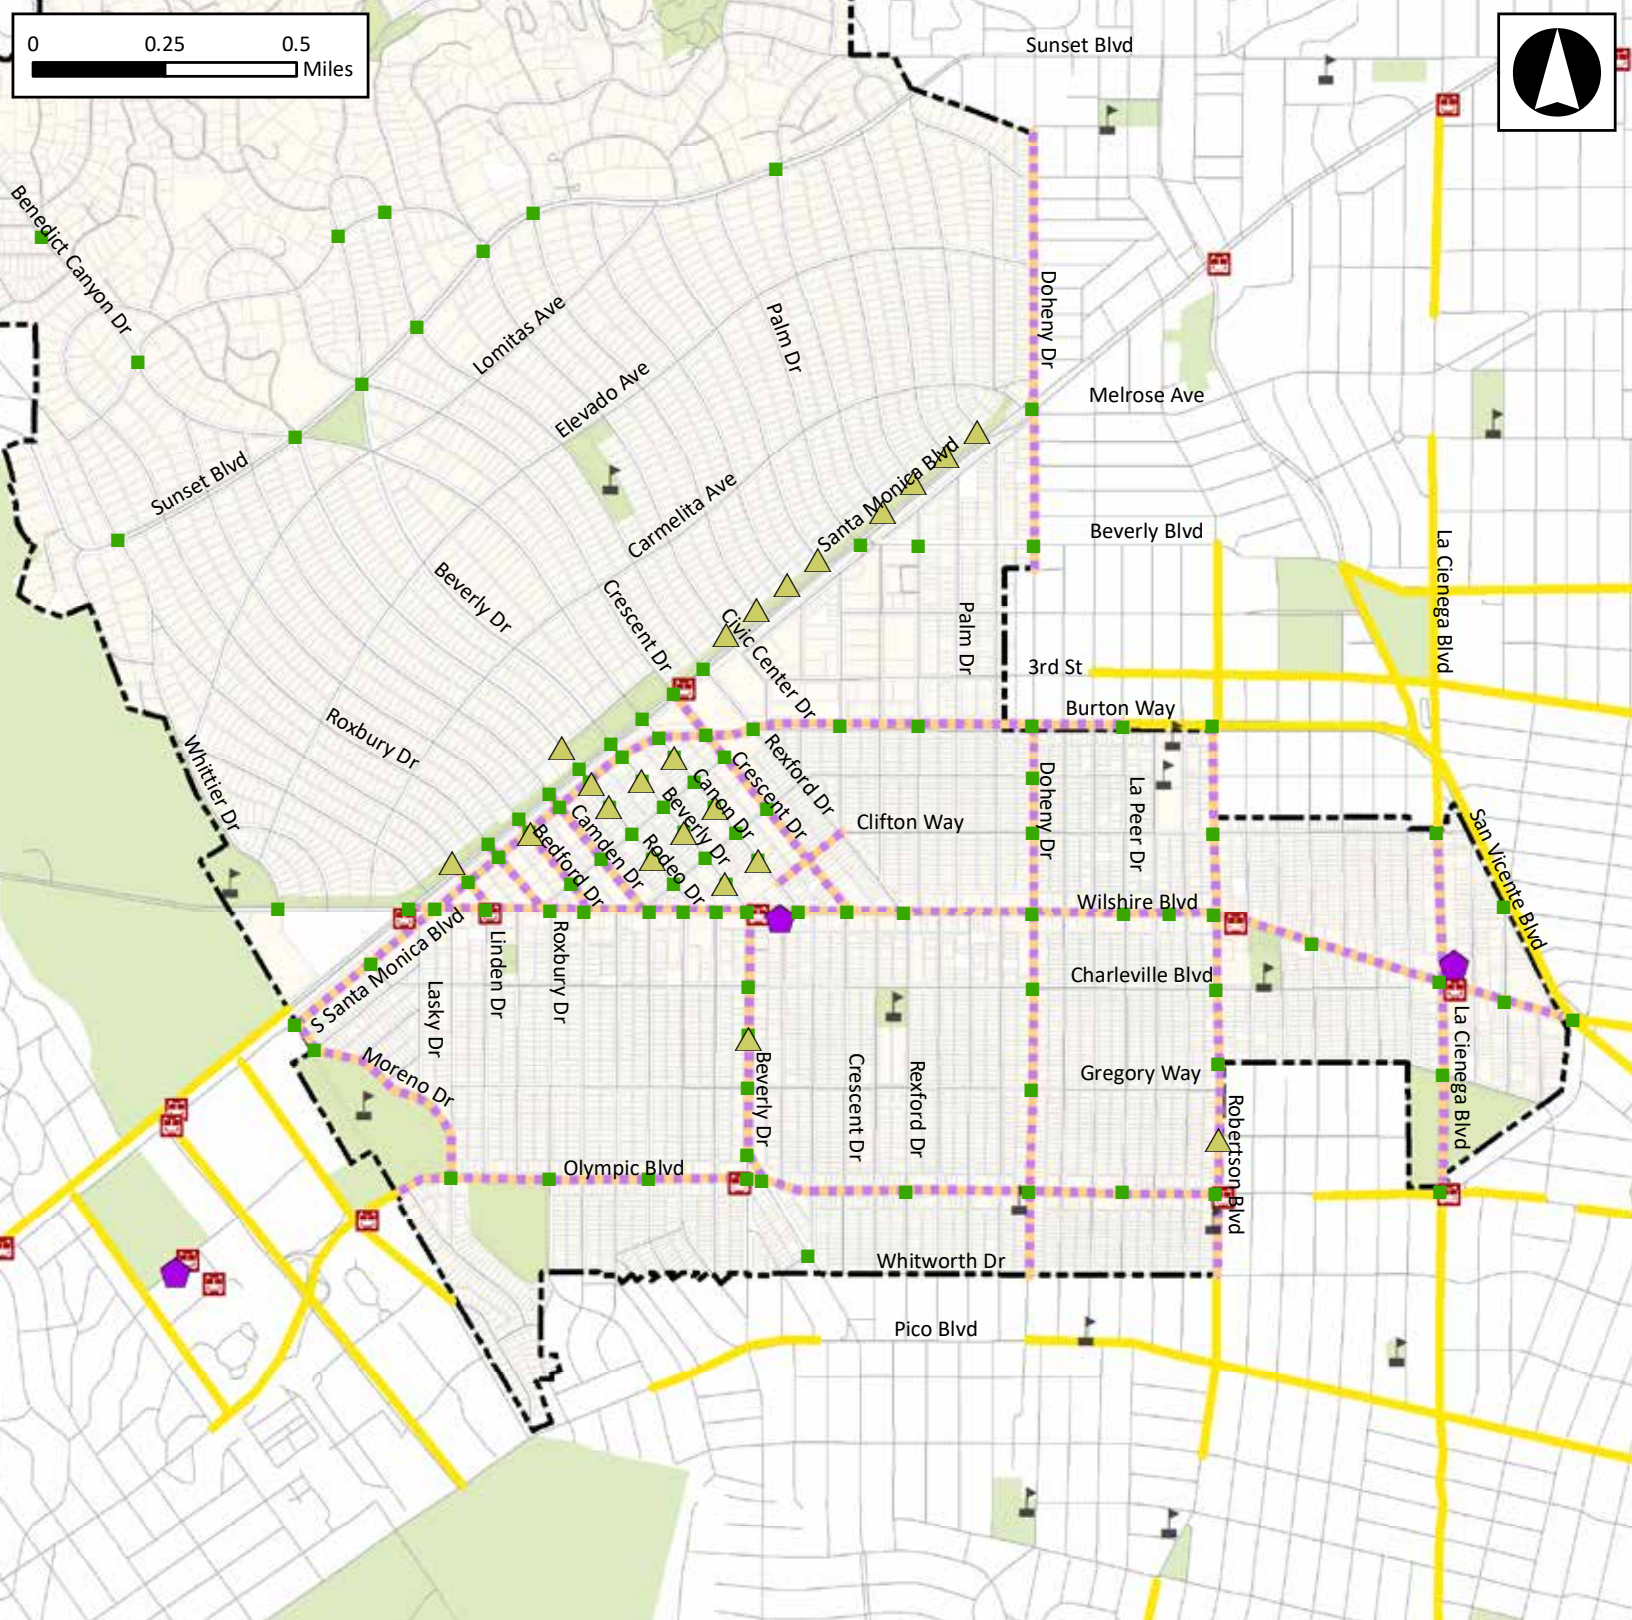 0 0.25 0.5
Miles
Sunset Blvd
Benedict Canyon Dr
Lomitas Ave
Palm Dr
Doheny Dr
Elevado Ave
Melrose Ave
Sunset Blvd
Carmelita Ave
Santa Monica Blvd
Beverly Blvd
La Cienega Blvd
Beverly Dr
Crescent Dr
Civic Center Dr
Palm Dr
3rd St
Burton Way
Roxbury Dr
Whittier Dr
Rexford Dr
Crescent Dr
Canon Dr
Beverly Dr
Rodeo Dr
Camden Dr
Bedford Dr
Clifton Way
Doheny Dr
La Peer Dr
San Vicente Blvd
Wilshire Blvd
S Santa Monica Blvd
Lasky Dr
Linden Dr
Roxbury Dr
Charleville Blvd
Moreno Dr
Beverly Dr
Crescent Dr
Rexford Dr
Gregory Way
Robertson Blvd
La Cienega Blvd
Olympic Blvd
Whitworth Dr
Pico Blvd